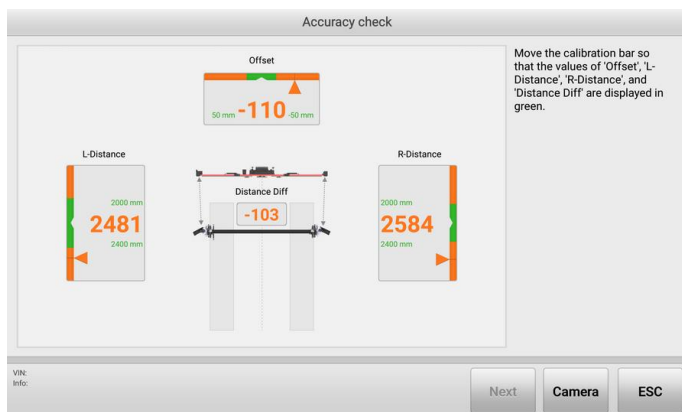 Accuracy check
Move the calibration bar so
that the values of 'Offset', 'L-
Distance', 'R-Distance', and
'Distance Diff' are displayed in
green.
Offset
50 mm -110 -50 mm
L-Distance
2000 mm
2481
2400 mm
Distance Diff
-103
R-Distance
2000 mm
2584
2400 mm
VIN:
Info:
Next
Camera
ESC